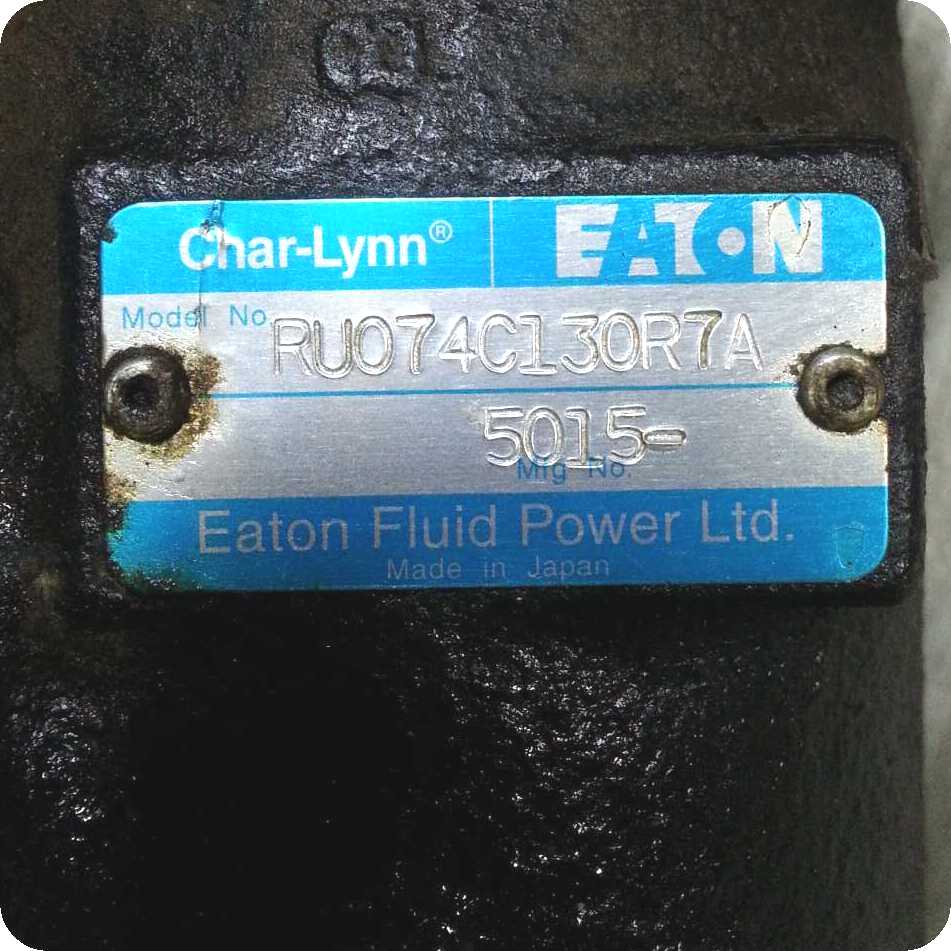 Char-Lynn® EATON
Model No. RU074C130R7A
5015-
Mfg No.
Eaton Fluid Power Ltd.
Made in Japan